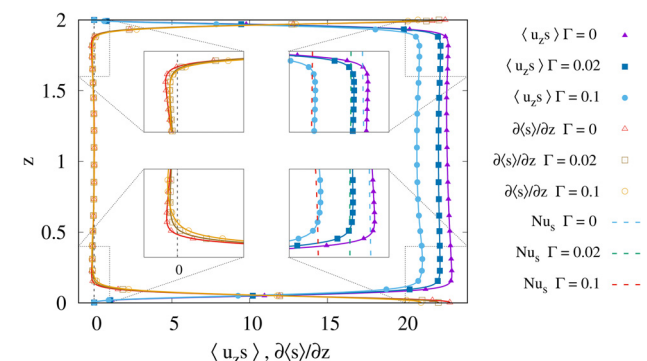 2
1.5
1
0.5
0
z
0
0 5 10 15 20
⟨ u_z s ⟩ , ∂⟨s⟩/∂z
⟨ u_z s ⟩ Γ = 0
⟨ u_z s ⟩ Γ = 0.02
⟨ u_z s ⟩ Γ = 0.1
∂⟨s⟩/∂z Γ = 0
∂⟨s⟩/∂z Γ = 0.02
∂⟨s⟩/∂z Γ = 0.1
Nu_s Γ = 0
Nu_s Γ = 0.02
Nu_s Γ = 0.1